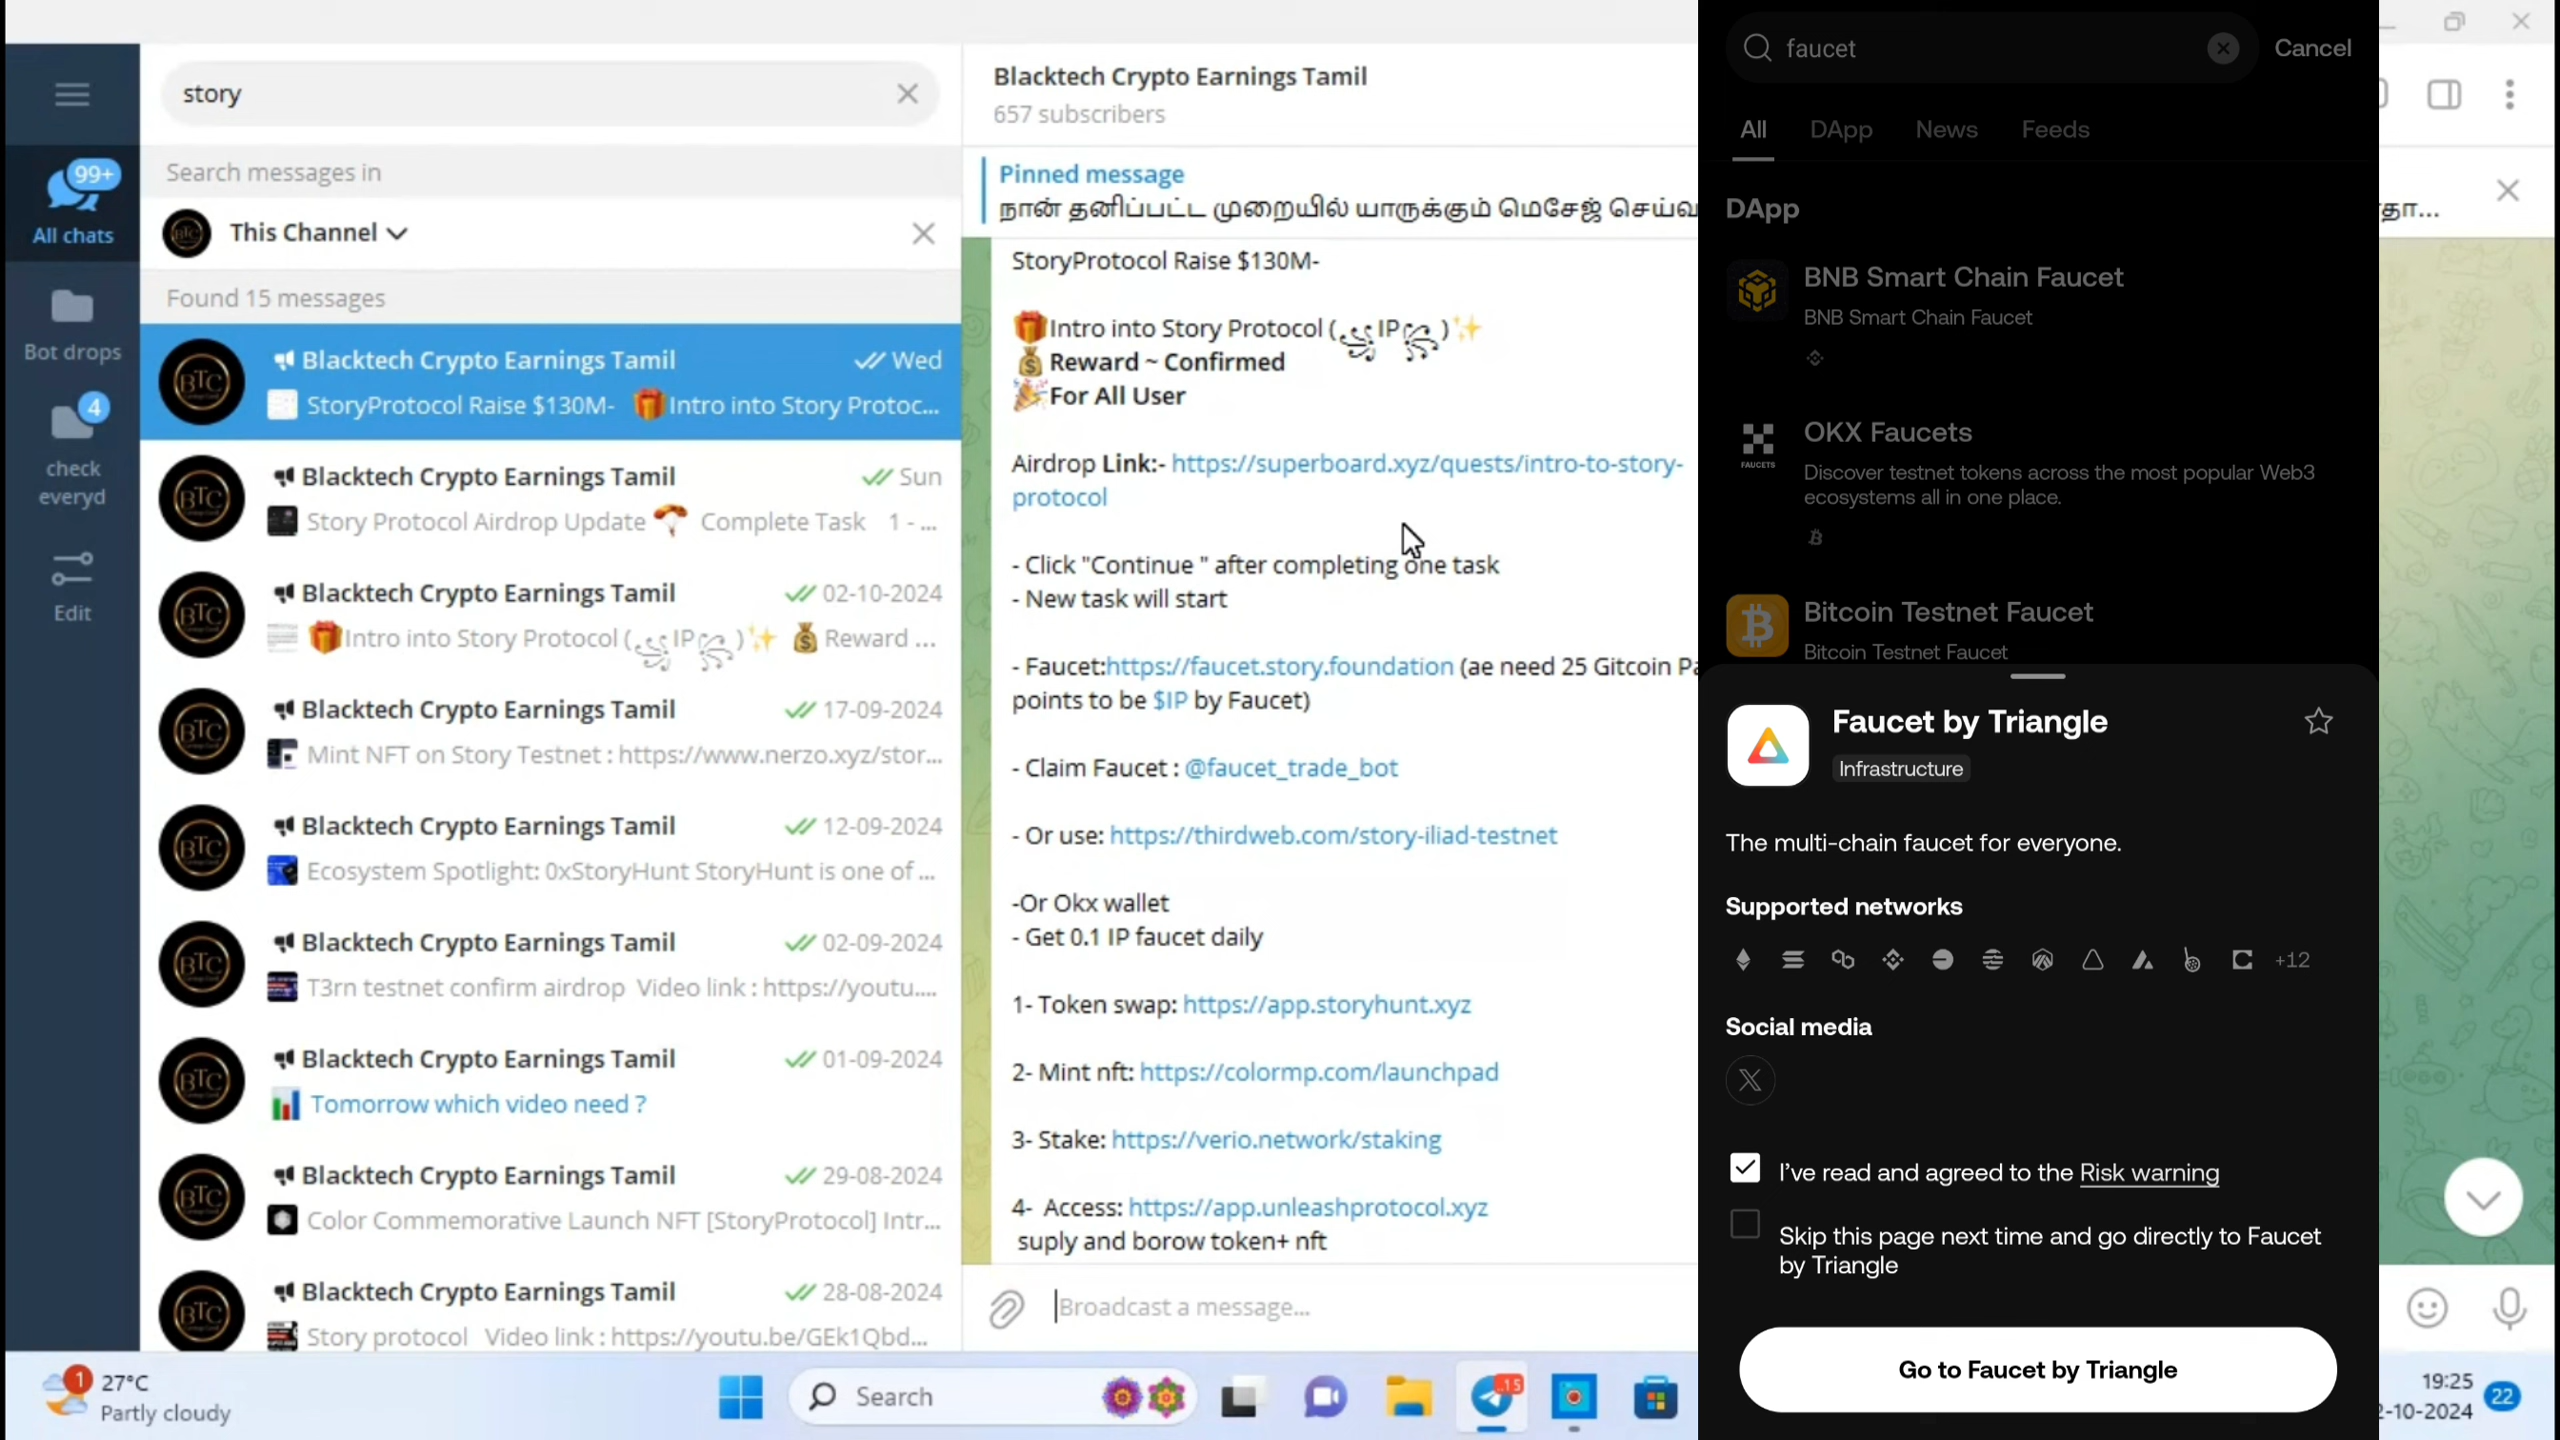 story
Search messages in
This Channel
Found 15 messages
99+
All chats
Bot drops
4
check
everyd
Edit
Blacktech Crypto Earnings Tamil
Wed
StoryProtocol Raise $130M- 🎁Intro into Story Protoc...
Blacktech Crypto Earnings Tamil
Sun
Story Protocol Airdrop Update 🪂 Complete Task 1 - ...
Blacktech Crypto Earnings Tamil
02-10-2024
🎁Intro into Story Protocol (꧁IP꧂)✨ 💰 Reward ...
Blacktech Crypto Earnings Tamil
17-09-2024
Mint NFT on Story Testnet : https://www.nerzo.xyz/stor...
Blacktech Crypto Earnings Tamil
12-09-2024
Ecosystem Spotlight: 0xStoryHunt StoryHunt is one of ...
Blacktech Crypto Earnings Tamil
02-09-2024
T3rn testnet confirm airdrop Video link : https://youtu....
Blacktech Crypto Earnings Tamil
01-09-2024
📊 Tomorrow which video need ?
Blacktech Crypto Earnings Tamil
29-08-2024
Color Commemorative Launch NFT [StoryProtocol] Intr...
Blacktech Crypto Earnings Tamil
28-08-2024
Story protocol Video link : https://youtu.be/GEk1Qbd...
Blacktech Crypto Earnings Tamil
657 subscribers
Pinned message
நான் தனிப்பட்ட முறையில் யாருக்கும் மெசேஜ் செய்வ
StoryProtocol Raise $130M-
🎁Intro into Story Protocol (꧁IP꧂)✨
💰 Reward ~ Confirmed
🎉For All User
Airdrop Link:- https://superboard.xyz/quests/intro-to-story-
protocol
- Click "Continue " after completing one task
- New task will start
- Faucet:https://faucet.story.foundation (ae need 25 Gitcoin Pa
points to be $IP by Faucet)
- Claim Faucet : @faucet_trade_bot
- Or use: https://thirdweb.com/story-iliad-testnet
-Or Okx wallet
- Get 0.1 IP faucet daily
1- Token swap: https://app.storyhunt.xyz
2- Mint nft: https://colormp.com/launchpad
3- Stake: https://verio.network/staking
4- Access: https://app.unleashprotocol.xyz
suply and borow token+ nft
Broadcast a message...
faucet
Cancel
All DApp News Feeds
DApp
BNB Smart Chain Faucet
BNB Smart Chain Faucet
FAUCETS
OKX Faucets
Discover testnet tokens across the most popular Web3
ecosystems all in one place.
Bitcoin Testnet Faucet
Bitcoin Testnet Faucet
Faucet by Triangle
Infrastructure
The multi-chain faucet for everyone.
Supported networks
+12
Social media
I've read and agreed to the Risk warning
Skip this page next time and go directly to Faucet
by Triangle
Go to Faucet by Triangle
தா...
1
27°C
Partly cloudy
Search
..15
19:25
2-10-2024
22